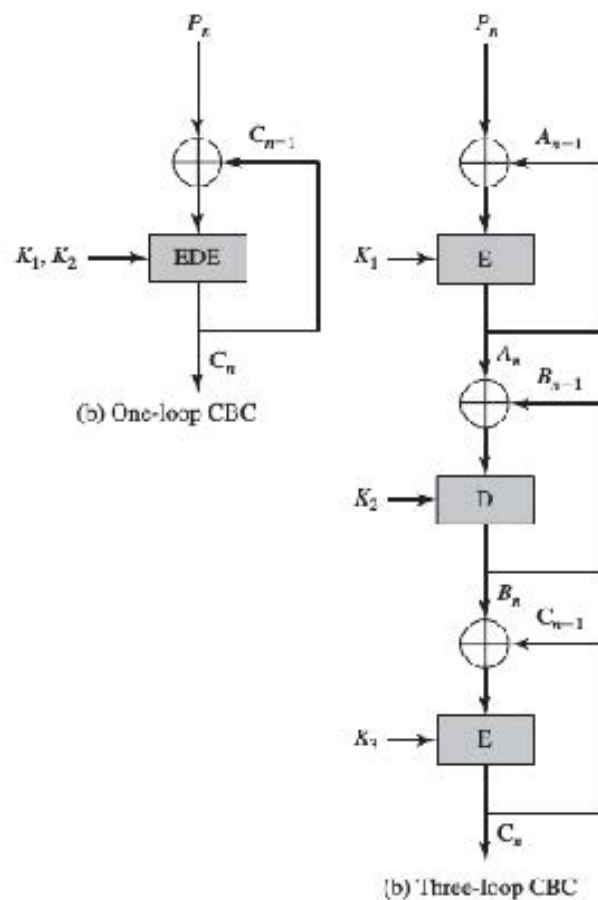 Pₙ
Cₙ₋₁
K₁, K₂
EDE
Cₙ
(b) One-loop CBC
Pₙ
Aₙ₋₁
K₁
E
Aₙ
Bₙ₋₁
K₂
D
Bₙ
Cₙ₋₁
K₃
E
Cₙ
(b) Three-loop CBC